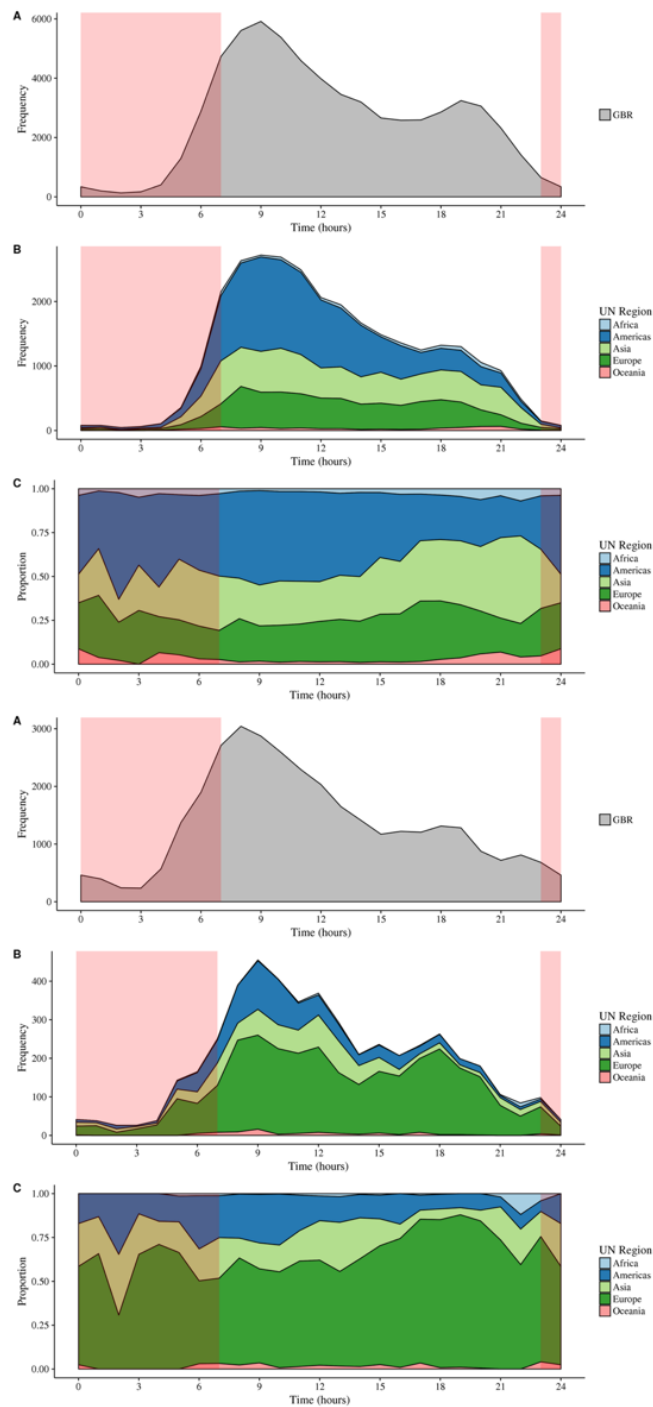 A
Frequency
6000
4000
2000
0
0 3 6 9 12 15 18 21 24
Time (hours)
GBR
B
Frequency
2000
1000
0
0 3 6 9 12 15 18 21 24
Time (hours)
UN Region
Africa
Americas
Asia
Europe
Oceania
C
Proportion
1.00
0.75
0.50
0.25
0.00
0 3 6 9 12 15 18 21 24
Time (hours)
UN Region
Africa
Americas
Asia
Europe
Oceania
A
Frequency
3000
2000
1000
0
0 3 6 9 12 15 18 21 24
Time (hours)
GBR
B
Frequency
400
300
200
100
0
0 3 6 9 12 15 18 21 24
Time (hours)
UN Region
Africa
Americas
Asia
Europe
Oceania
C
Proportion
1.00
0.75
0.50
0.25
0.00
0 3 6 9 12 15 18 21 24
Time (hours)
UN Region
Africa
Americas
Asia
Europe
Oceania